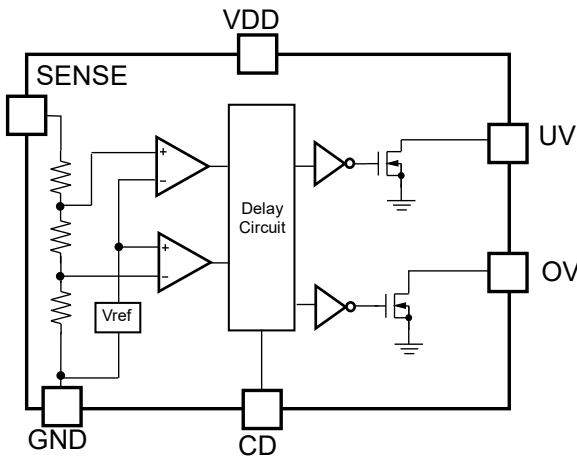 VDD
SENSE
+
−
UV
Delay
Circuit
+
−
OV
Vref
GND
CD